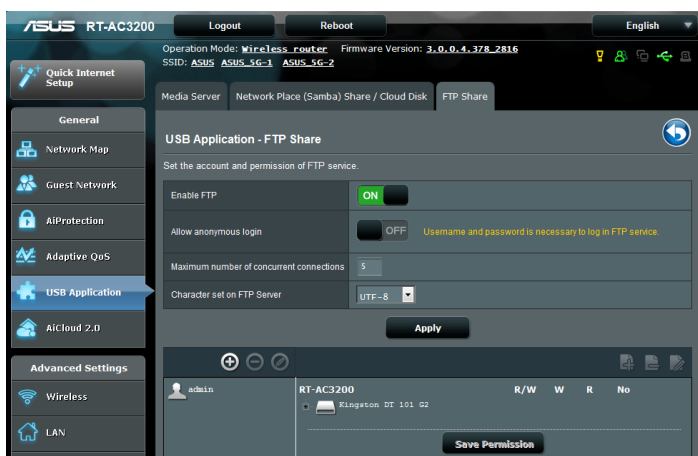 ASUS RT-AC3200 Logout Reboot English
Operation Mode: Wireless router Firmware Version: 3.0.0.4.378_2816
SSID: ASUS ASUS_5G-1 ASUS_5G-2
Quick Internet
Setup
General
Network Map
Guest Network
AiProtection
Adaptive QoS
USB Application
AiCloud 2.0
Advanced Settings
Wireless
LAN
Media Server Network Place (Samba) Share / Cloud Disk FTP Share
USB Application - FTP Share
Set the account and permission of FTP service.
Enable FTP ON
Allow anonymous login OFF Username and password is necessary to log in FTP service.
Maximum number of concurrent connections 5
Character set on FTP Server UTF-8
Apply
admin RT-AC3200 R/W W R No
Kingston DT 101 G2
Save Permission